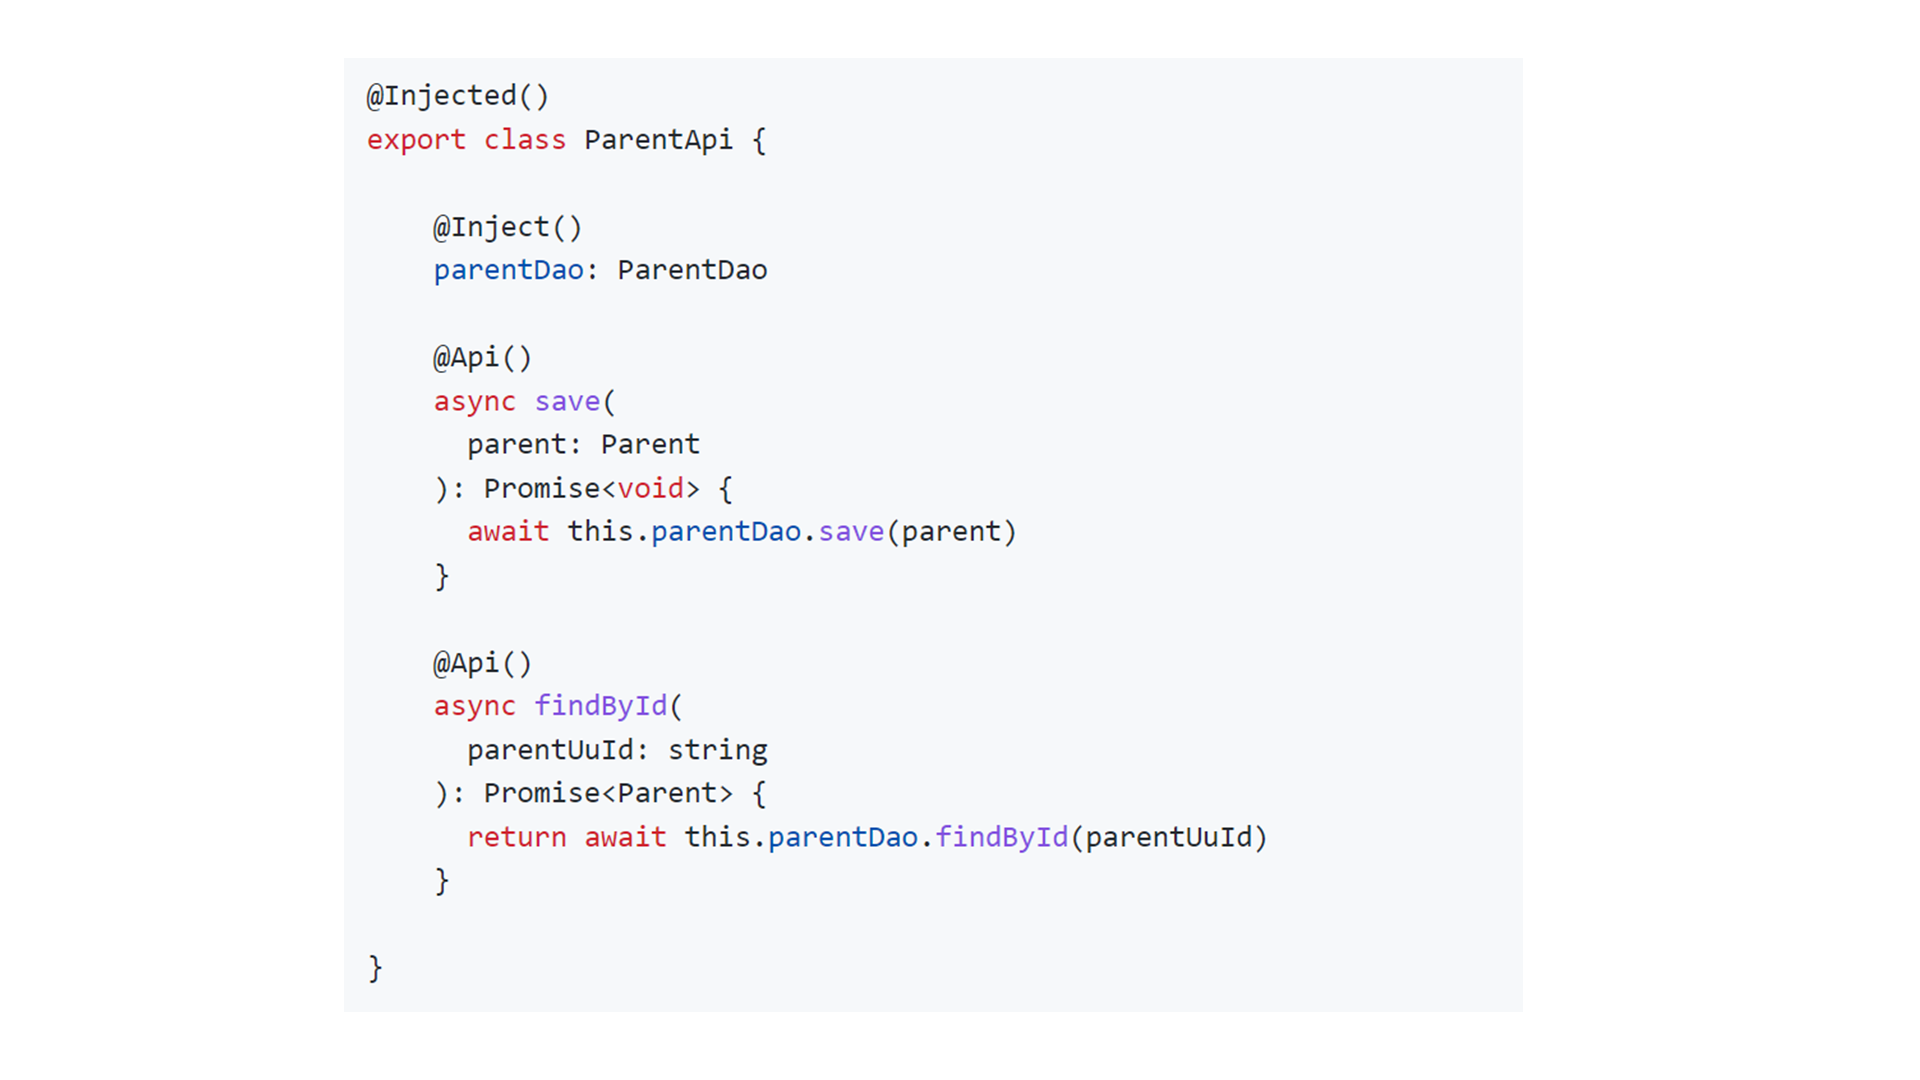 @Injected()
export class ParentApi {
@Inject()
parentDao: ParentDao
@Api()
async save(
parent: Parent
): Promise<void> {
await this.parentDao.save(parent)
}
@Api()
async findById(
parentUuId: string
): Promise<Parent> {
return await this.parentDao.findById(parentUuId)
}
}